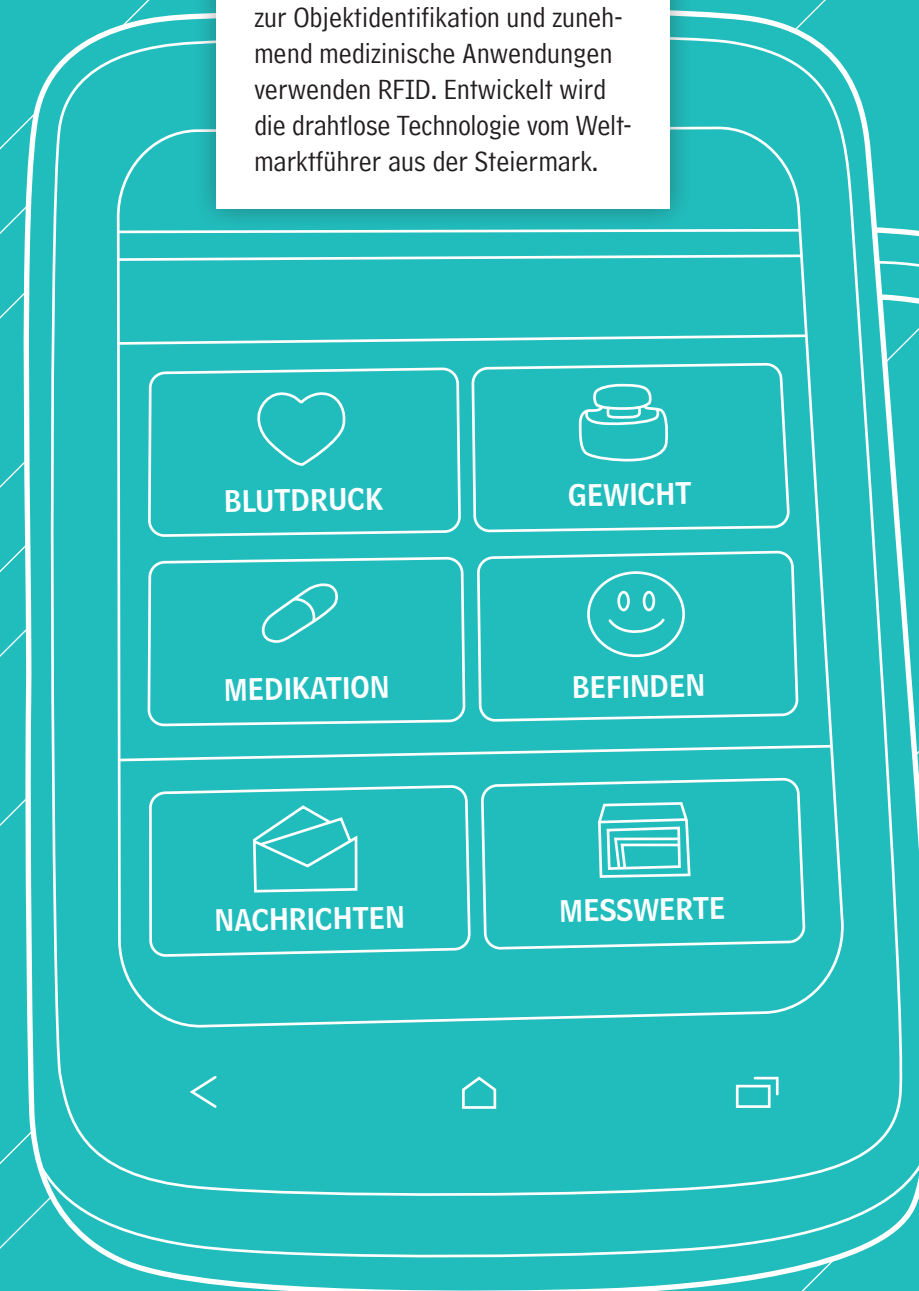 zur Objektidentifikation und zuneh-
mend medizinische Anwendungen
verwenden RFID. Entwickelt wird
die drahtlose Technologie vom Welt-
marktführer aus der Steiermark.
BLUTDRUCK
GEWICHT
MEDIKATION
BEFINDEN
NACHRICHTEN
MESSWERTE